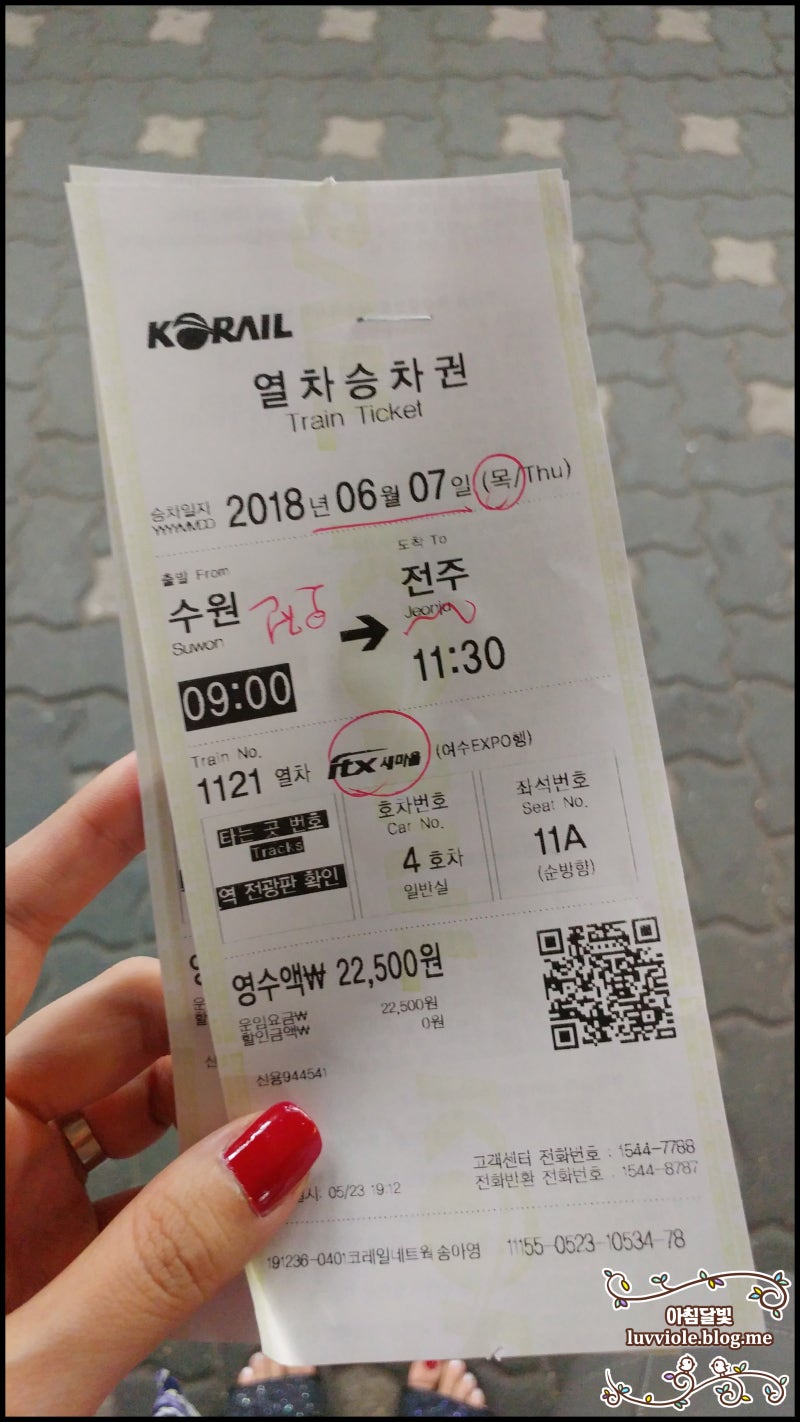 KORAIL
열차승차권
Train Ticket
승차일자 2018년 06월 07일 (목/Thu)
YYYYMMDD
출발 From
도착 To
수원
전주
Suwon
Jeonju
09:00
11:30
Train No.
1121 열차 itx 새마을 (여수EXPO행)
타는 곳 번호
Tracks
역 전광판 확인
호차번호
Car No.
4 호차
일반실
좌석번호
Seat No.
11A
(순방향)
영수액₩ 22,500원
운임요금₩ 22,500원
할인금액₩ 0원
신용944541
고객센터 전화번호 : 1544-7788
전화반환 전화번호 : 1544-8787
일시: 05/23 19:12
191236-0401코레일네트웍 송아영 11155-0523-10534-78
아침달빛
luvviole.blog.me